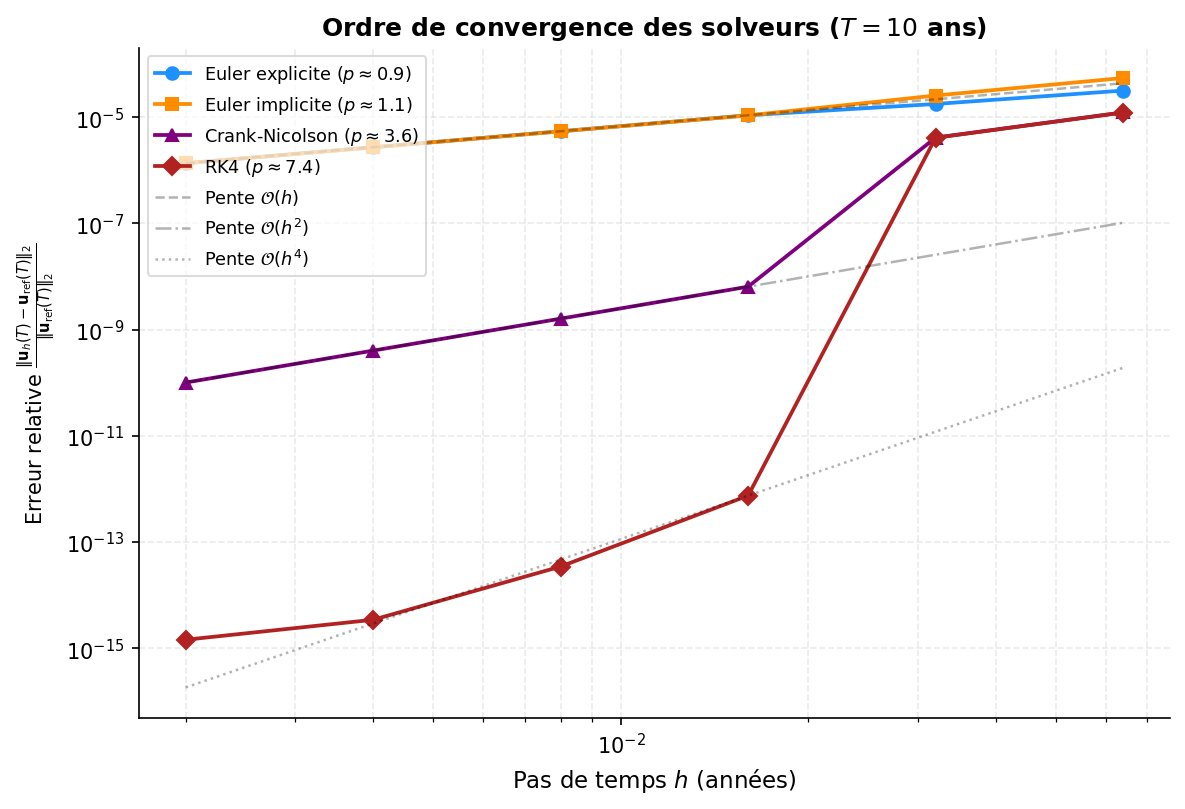 Ordre de convergence des solveurs (T = 10 ans)
Euler explicite (p ≈ 0.9)
Euler implicite (p ≈ 1.1)
Crank-Nicolson (p ≈ 3.6)
RK4 (p ≈ 7.4)
Pente 𝒪(h)
Pente 𝒪(h²)
Pente 𝒪(h⁴)
Erreur relative ‖u_h(T) − u_ref(T)‖₂ / ‖u_ref(T)‖₂
10⁻⁵
10⁻⁷
10⁻⁹
10⁻¹¹
10⁻¹³
10⁻¹⁵
10⁻²
Pas de temps h (années)